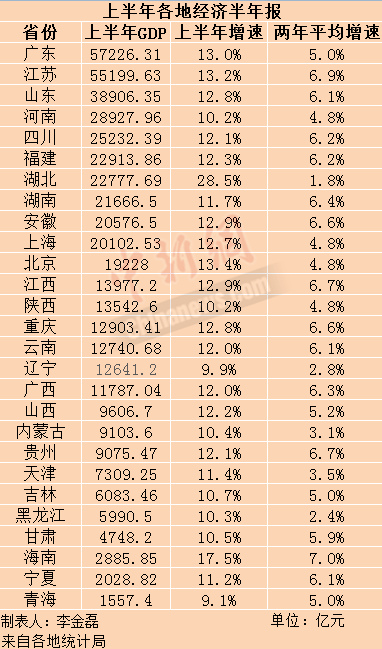 上半年各地经济半年报
省份 上半年GDP 上半年增速 两年平均增速
广东 57226.31 13.0% 5.0%
江苏 55199.63 13.2% 6.9%
山东 38906.35 12.8% 6.1%
河南 28927.96 10.2% 4.8%
四川 25232.39 12.1% 6.2%
福建 22913.86 12.3% 6.2%
湖北 22777.69 28.5% 1.8%
湖南 21666.5 11.7% 6.4%
安徽 20576.5 12.9% 6.6%
上海 20102.53 12.7% 4.8%
北京 19228 13.4% 4.8%
江西 13977.2 12.9% 6.7%
陕西 13542.6 10.2% 4.8%
重庆 12903.41 12.8% 6.6%
云南 12740.68 12.0% 6.1%
辽宁 12641.2 9.9% 2.8%
广西 11787.04 12.0% 6.3%
山西 9606.7 12.2% 5.2%
内蒙古 9103.6 10.4% 3.1%
贵州 9075.47 12.1% 6.7%
天津 7309.25 11.4% 3.5%
吉林 6083.46 10.7% 5.0%
黑龙江 5990.5 10.3% 2.4%
甘肃 4748.2 10.5% 5.9%
海南 2885.85 17.5% 7.0%
宁夏 2028.82 11.2% 6.1%
青海 1557.4 9.1% 5.0%
制表人：李金磊 单位：亿元
来自各地统计局